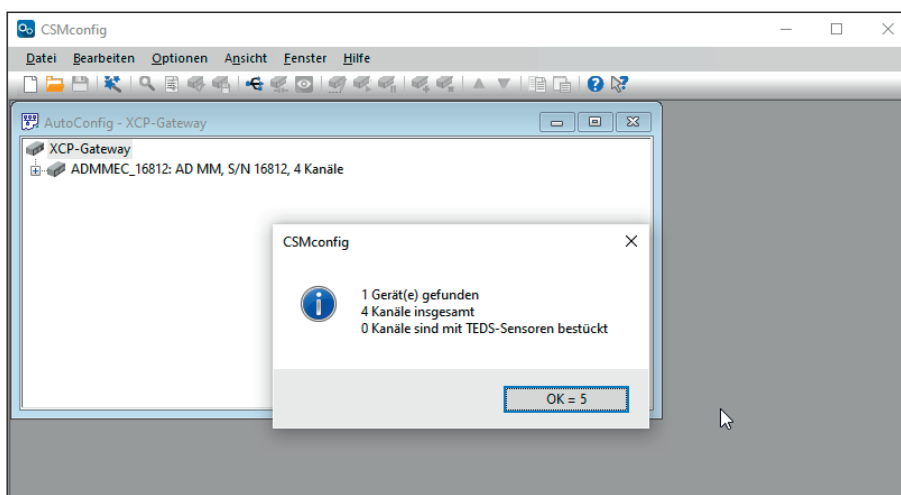 CSMconfig
Datei Bearbeiten Optionen Ansicht Fenster Hilfe
AutoConfig - XCP-Gateway
XCP-Gateway
ADMMEC_16812: AD MM, S/N 16812, 4 Kanäle
CSMconfig
1 Gerät(e) gefunden
4 Kanäle insgesamt
0 Kanäle sind mit TEDS-Sensoren bestückt
OK = 5